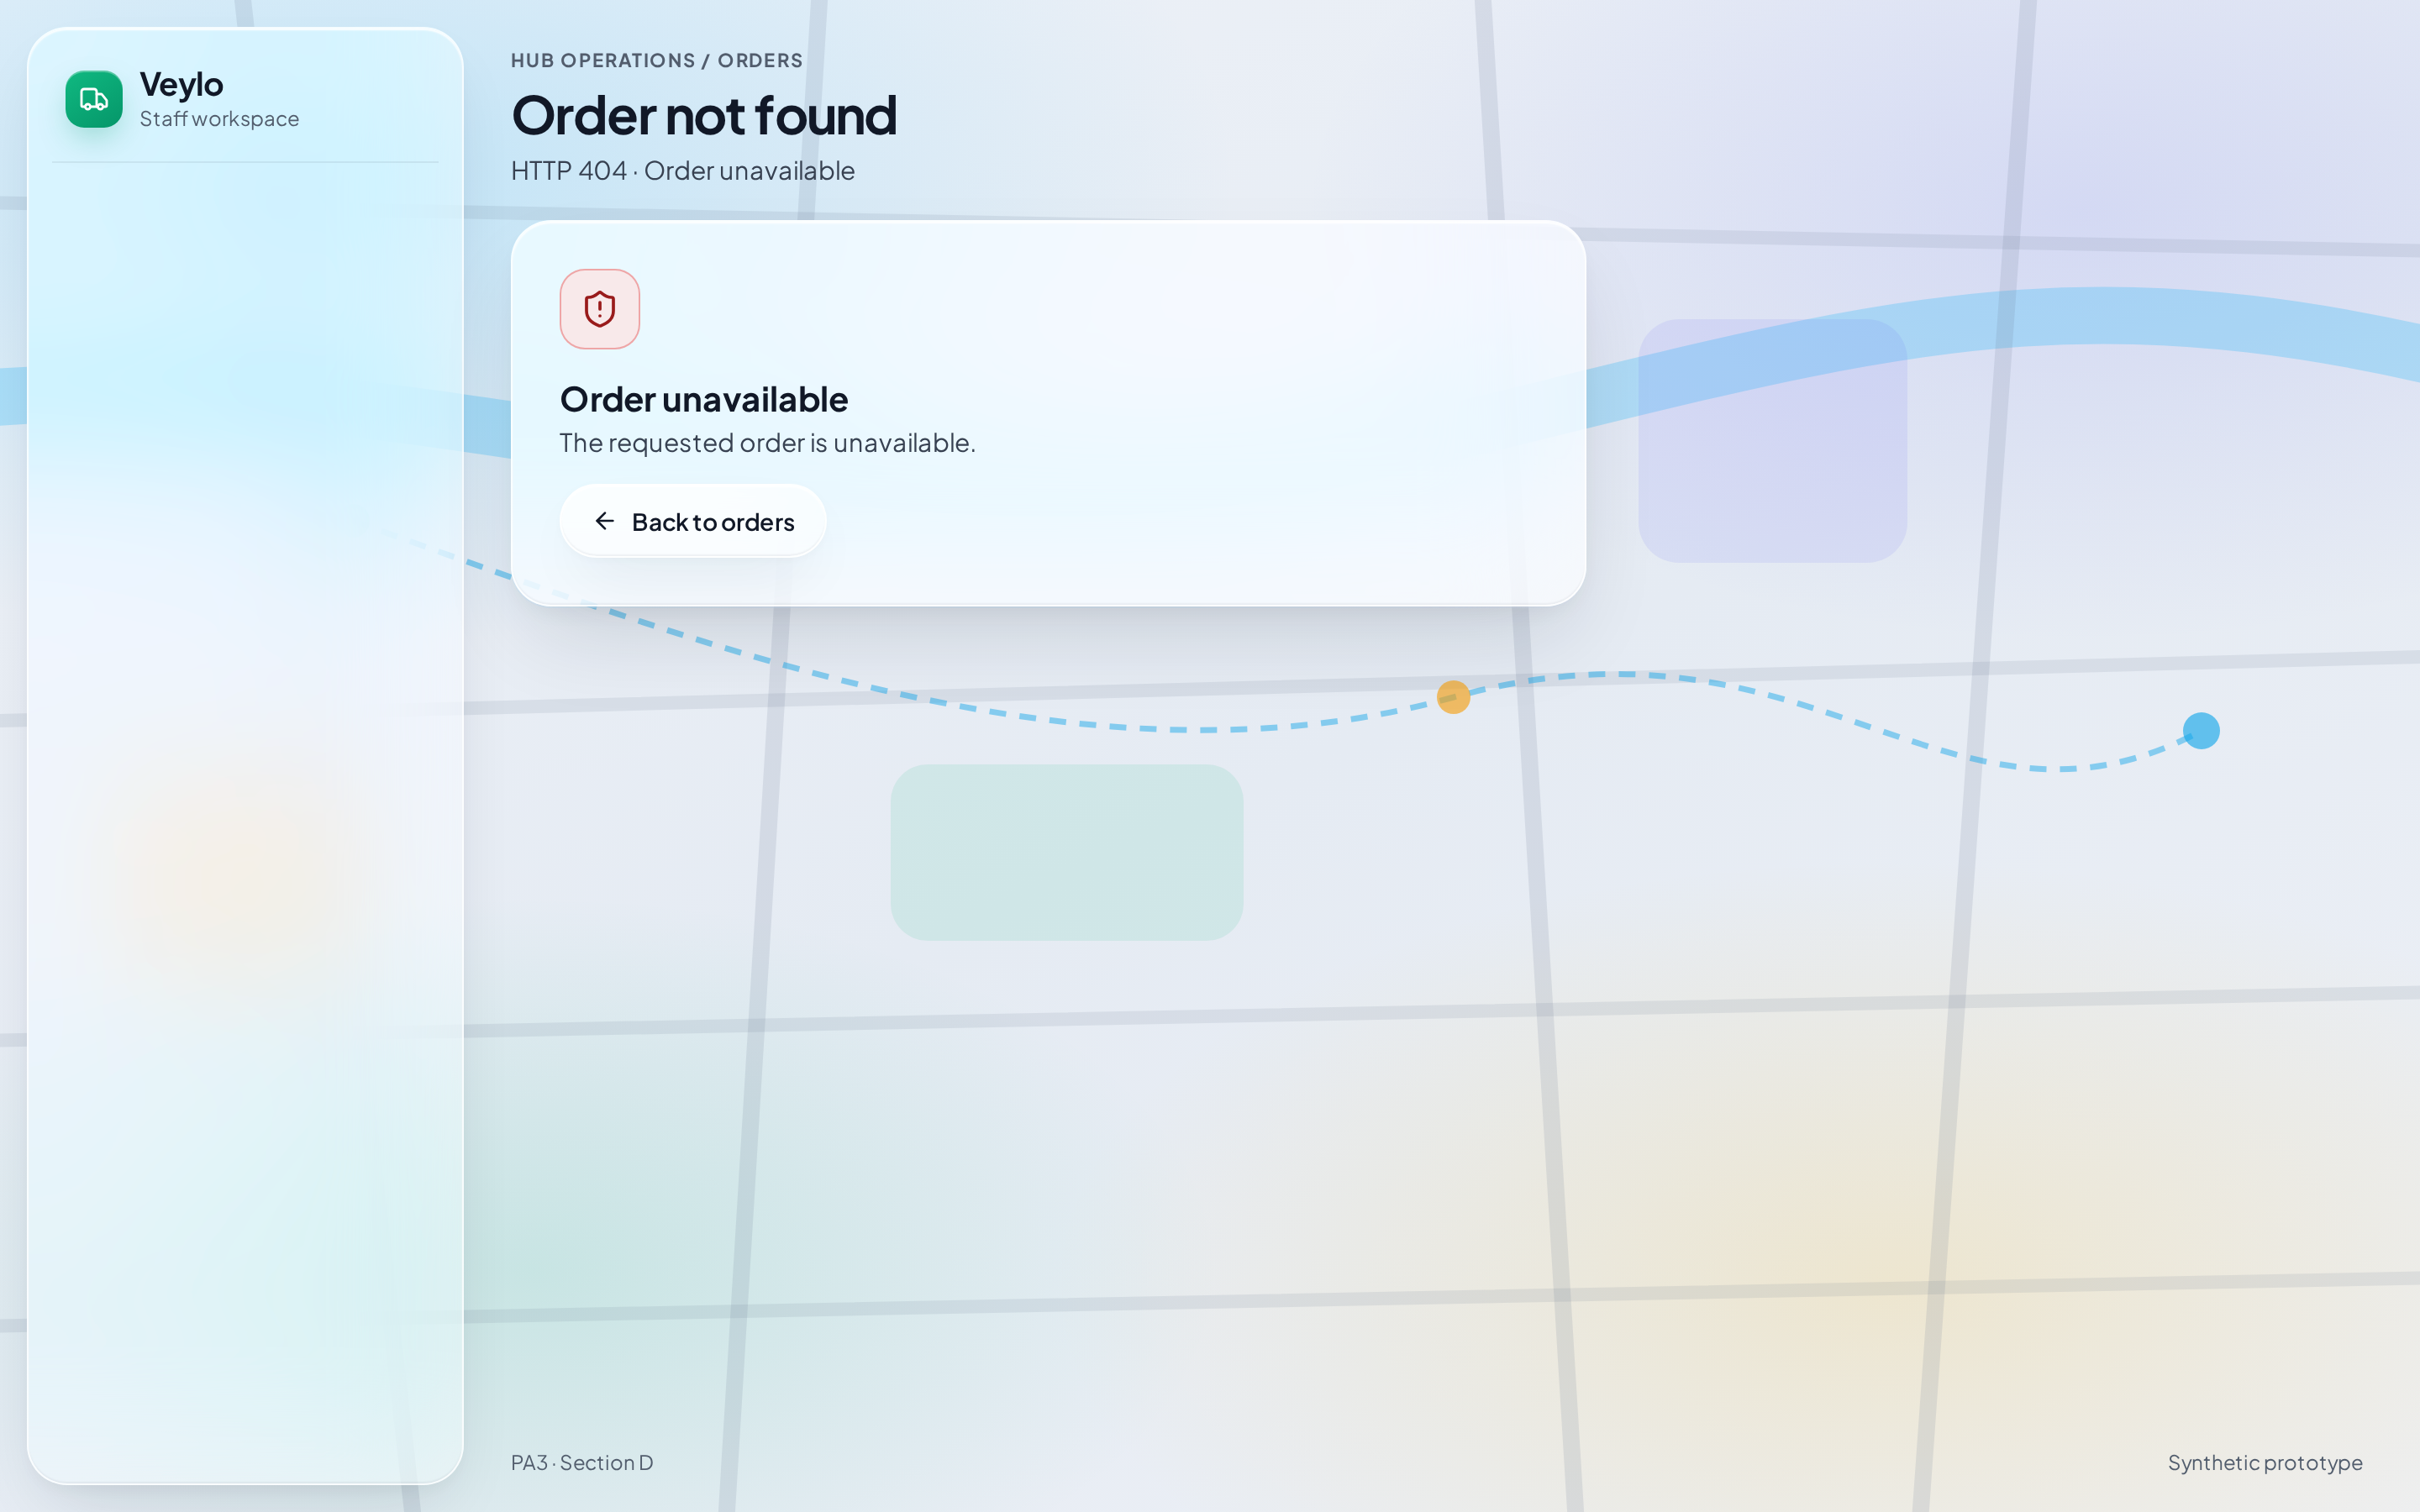 Veylo
Staff workspace
HUB OPERATIONS / ORDERS
Order not found
HTTP 404 · Order unavailable
Order unavailable
The requested order is unavailable.
Back to orders
PA3 · Section D
Synthetic prototype